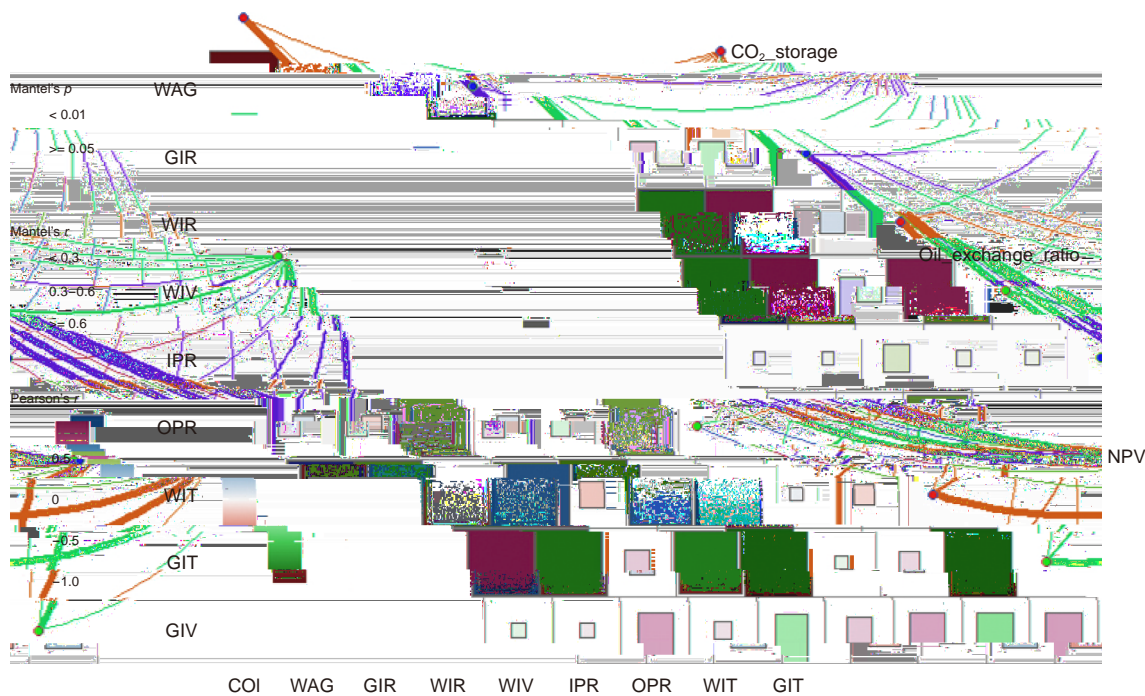 CO₂_storage
Mantel's p
WAG
< 0.01
>= 0.05
GIR
WIR
Mantel's r
Oil_exchange_ratio
< 0.3
0.3−0.6
WIV
>= 0.6
IPR
Pearson's r
OPR
NPV
0.5
WIT
0
−0.5
GIT
−1.0
GIV
COI WAG GIR WIR WIV IPR OPR WIT GIT